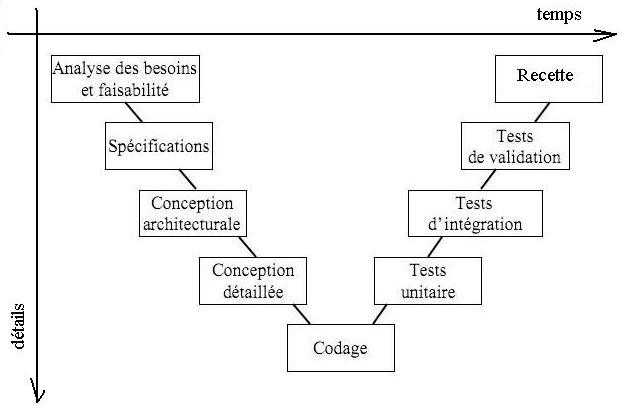 temps
Analyse des besoins
et faisabilité
Recette
Spécifications
Tests
de validation
Conception
architecturale
Tests
d'intégration
Conception
détaillée
Tests
unitaire
Codage
détails